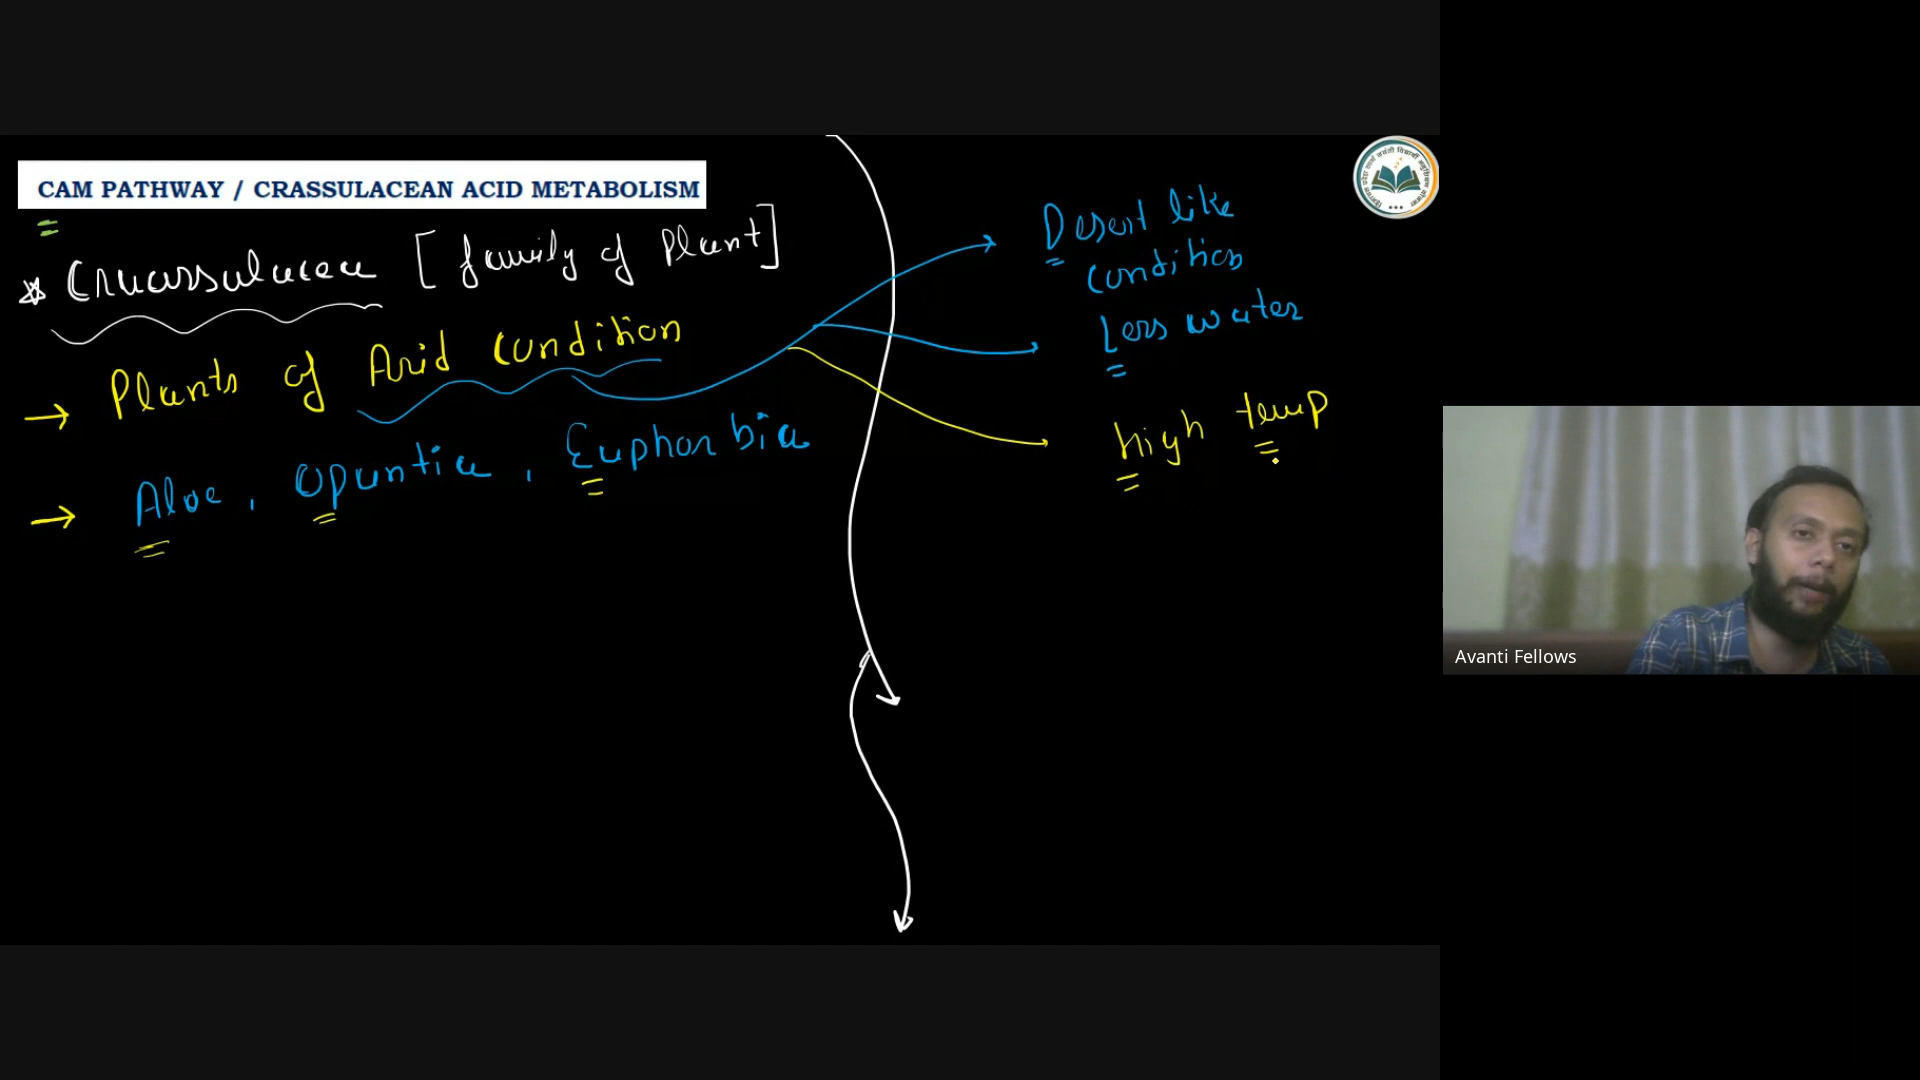 CAM PATHWAY / CRASSULACEAN ACID METABOLISM
Crassulacea [family of Plant]
→ Plants of Arid condition
→ Aloe, Opuntia, Euphorbia
Desert like
condition
Less water
high temp
Avanti Fellows